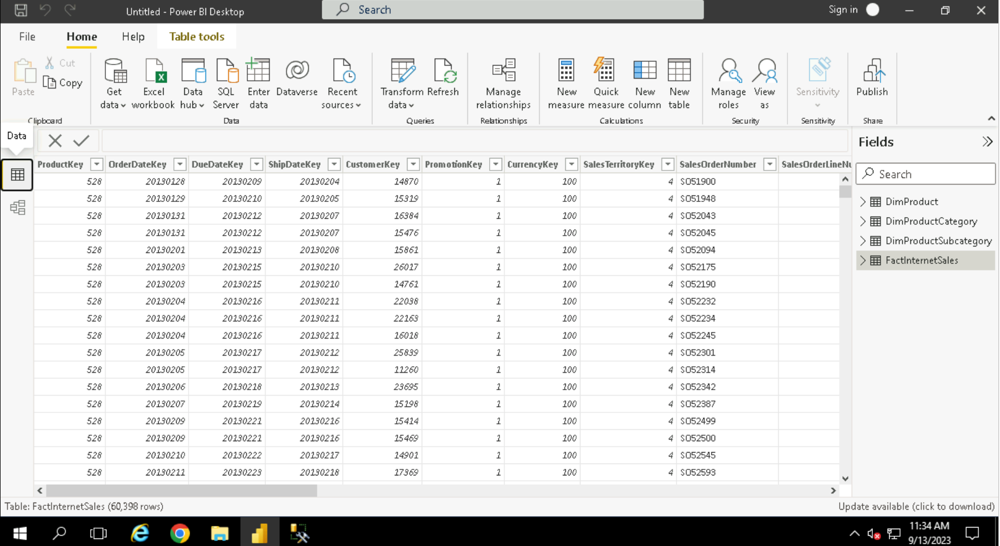 Untitled - Power BI Desktop
Search
Sign in
File
Home
Help
Table tools
Paste
Cut
Copy
Get data
Excel workbook
Data hub
SQL Server
Enter data
Dataverse
Recent sources
Transform data
Refresh
Manage relationships
New measure
Quick measure
New column
New table
Manage roles
View as
Sensitivity
Publish
Clipboard
Data
Queries
Relationships
Calculations
Security
Sensitivity
Share
Data
Fields
Search
DimProduct
DimProductCategory
DimProductSubcategory
FactInternetSales
ProductKey OrderDateKey DueDateKey ShipDateKey CustomerKey PromotionKey CurrencyKey SalesTerritoryKey SalesOrderNumber SalesOrderLineNu
528 20130128 20130209 20130204 14870 1 100 4 SO51900
528 20130129 20130210 20130205 15319 1 100 4 SO51948
528 20130131 20130212 20130207 16384 1 100 4 SO52043
528 20130131 20130212 20130207 15476 1 100 4 SO52045
528 20130201 20130213 20130208 15861 1 100 4 SO52094
528 20130203 20130215 20130210 26017 1 100 4 SO52175
528 20130203 20130215 20130210 14761 1 100 4 SO52190
528 20130204 20130216 20130211 22038 1 100 4 SO52232
528 20130204 20130216 20130211 22163 1 100 4 SO52234
528 20130204 20130216 20130211 16018 1 100 4 SO52245
528 20130205 20130217 20130212 25839 1 100 4 SO52301
528 20130205 20130217 20130212 11260 1 100 4 SO52314
528 20130206 20130218 20130213 23695 1 100 4 SO52342
528 20130207 20130219 20130214 15198 1 100 4 SO52387
528 20130209 20130221 20130216 15414 1 100 4 SO52499
528 20130209 20130221 20130216 15469 1 100 4 SO52500
528 20130210 20130222 20130217 14901 1 100 4 SO52545
528 20130211 20130223 20130218 17369 1 100 4 SO52593
Table: FactInternetSales (60,398 rows)
Update available (click to download)
11:34 AM
9/13/2023